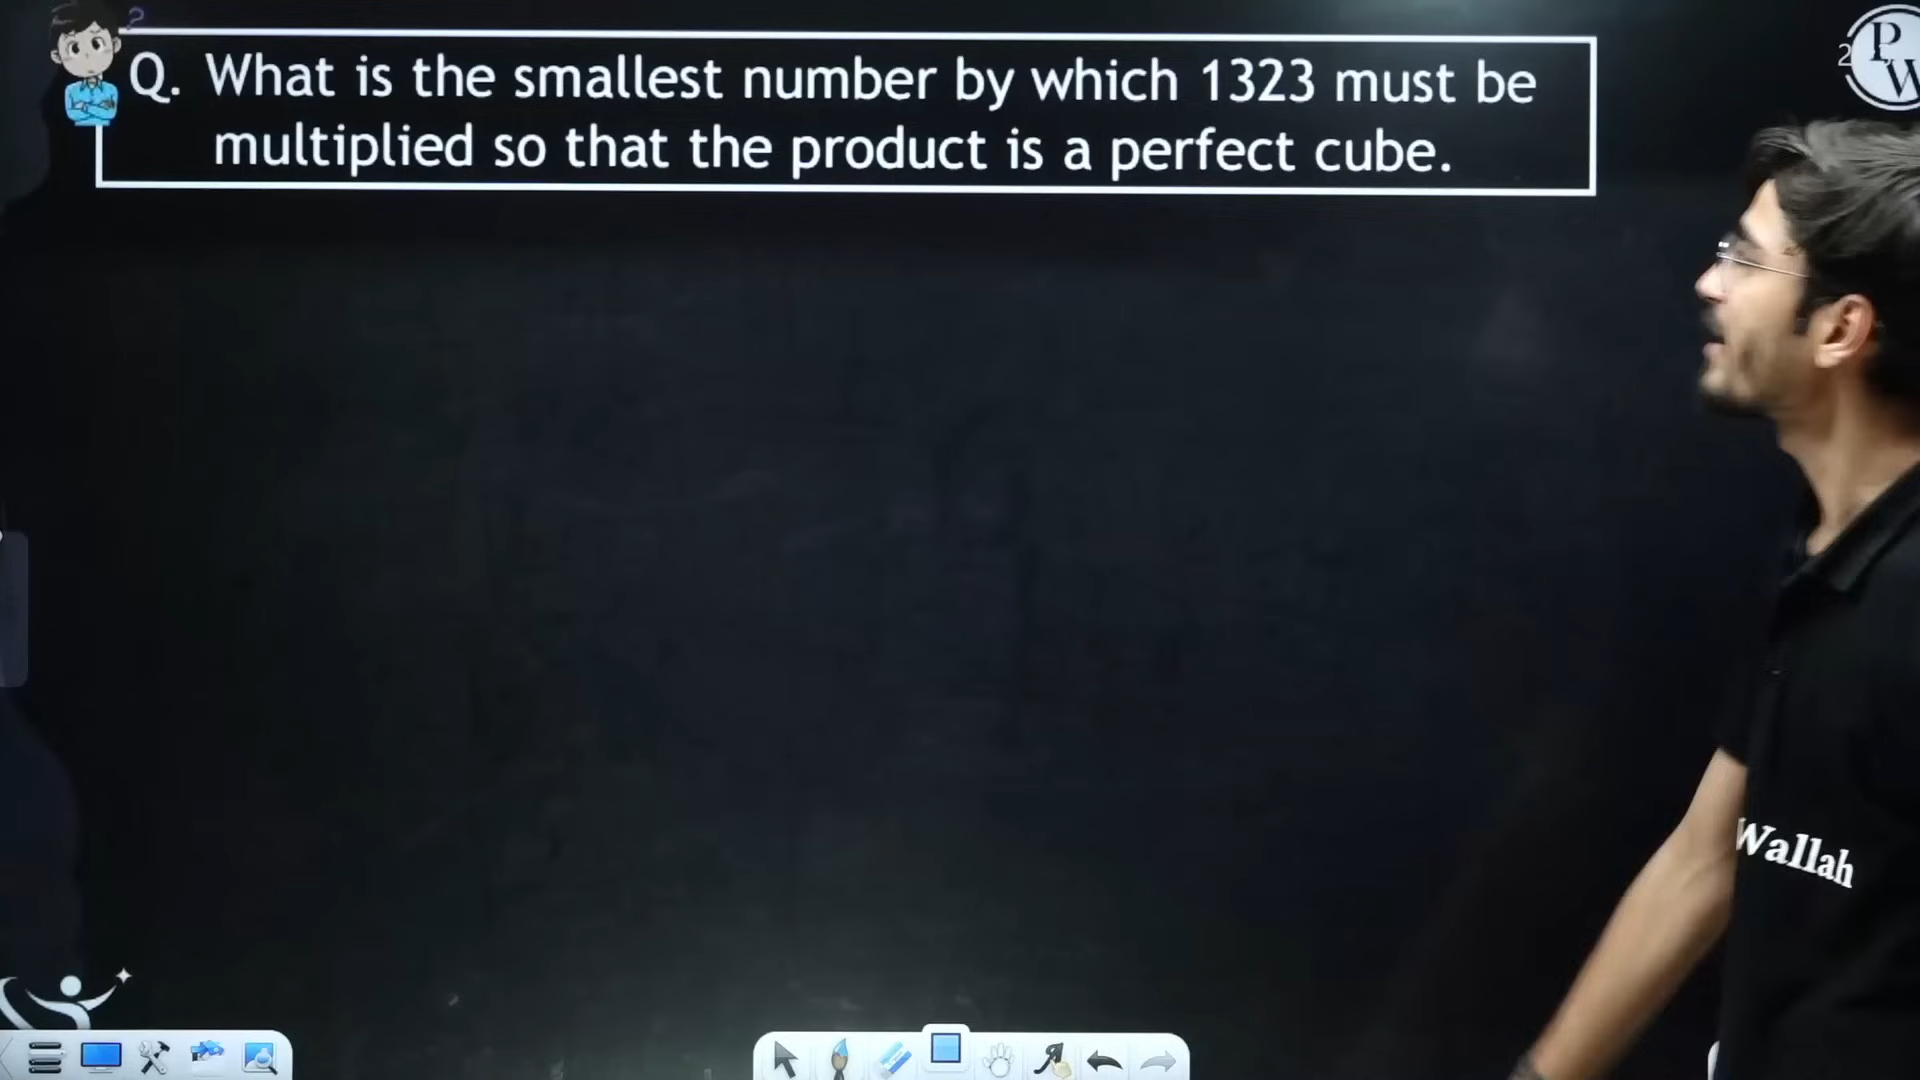 Q. What is the smallest number by which 1323 must be
multiplied so that the product is a perfect cube.
PW
Wallah